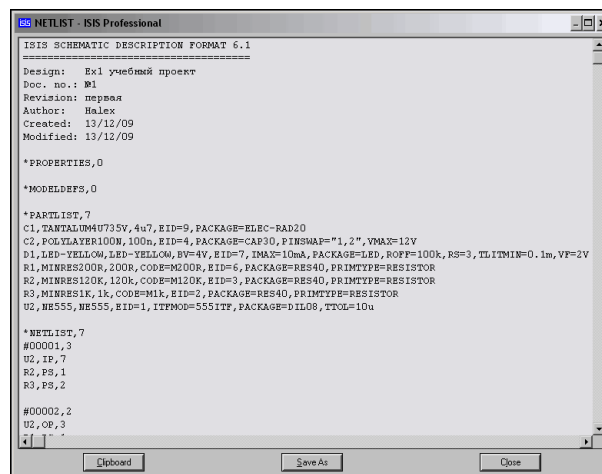 ISIS NETLIST - ISIS Professional
ISIS SCHEMATIC DESCRIPTION FORMAT 6.1
=====================================
Design: Ex1 учебный проект
Doc. no.: №1
Revision: первая
Author: Halex
Created: 13/12/09
Modified: 13/12/09
*PROPERTIES,0
*MODELDEFS,0
*PARTLIST,7
C1,TANTALUM4U735V,4u7,EID=9,PACKAGE=ELEC-RAD20
C2,POLYLAYER100N,100n,EID=4,PACKAGE=CAP30,PINSWAP="1,2",VMAX=12V
D1,LED-YELLOW,LED-YELLOW,BV=4V,EID=7,IMAX=10mA,PACKAGE=LED,ROFF=100k,RS=3,TLITMIN=0.1m,VF=2V
R1,MINRES200R,200R,CODE=M200R,EID=6,PACKAGE=RES40,PRIMTYPE=RESISTOR
R2,MINRES120K,120k,CODE=M120K,EID=3,PACKAGE=RES40,PRIMTYPE=RESISTOR
R3,MINRES1K,1k,CODE=M1k,EID=2,PACKAGE=RES40,PRIMTYPE=RESISTOR
U2,NE555,NE555,EID=1,ITFMOD=555ITF,PACKAGE=DIL08,TTOL=10u
*NETLIST,7
#00001,3
U2,IP,7
R2,PS,1
R3,PS,2
#00002,2
U2,OP,3
Clipboard Save As Close